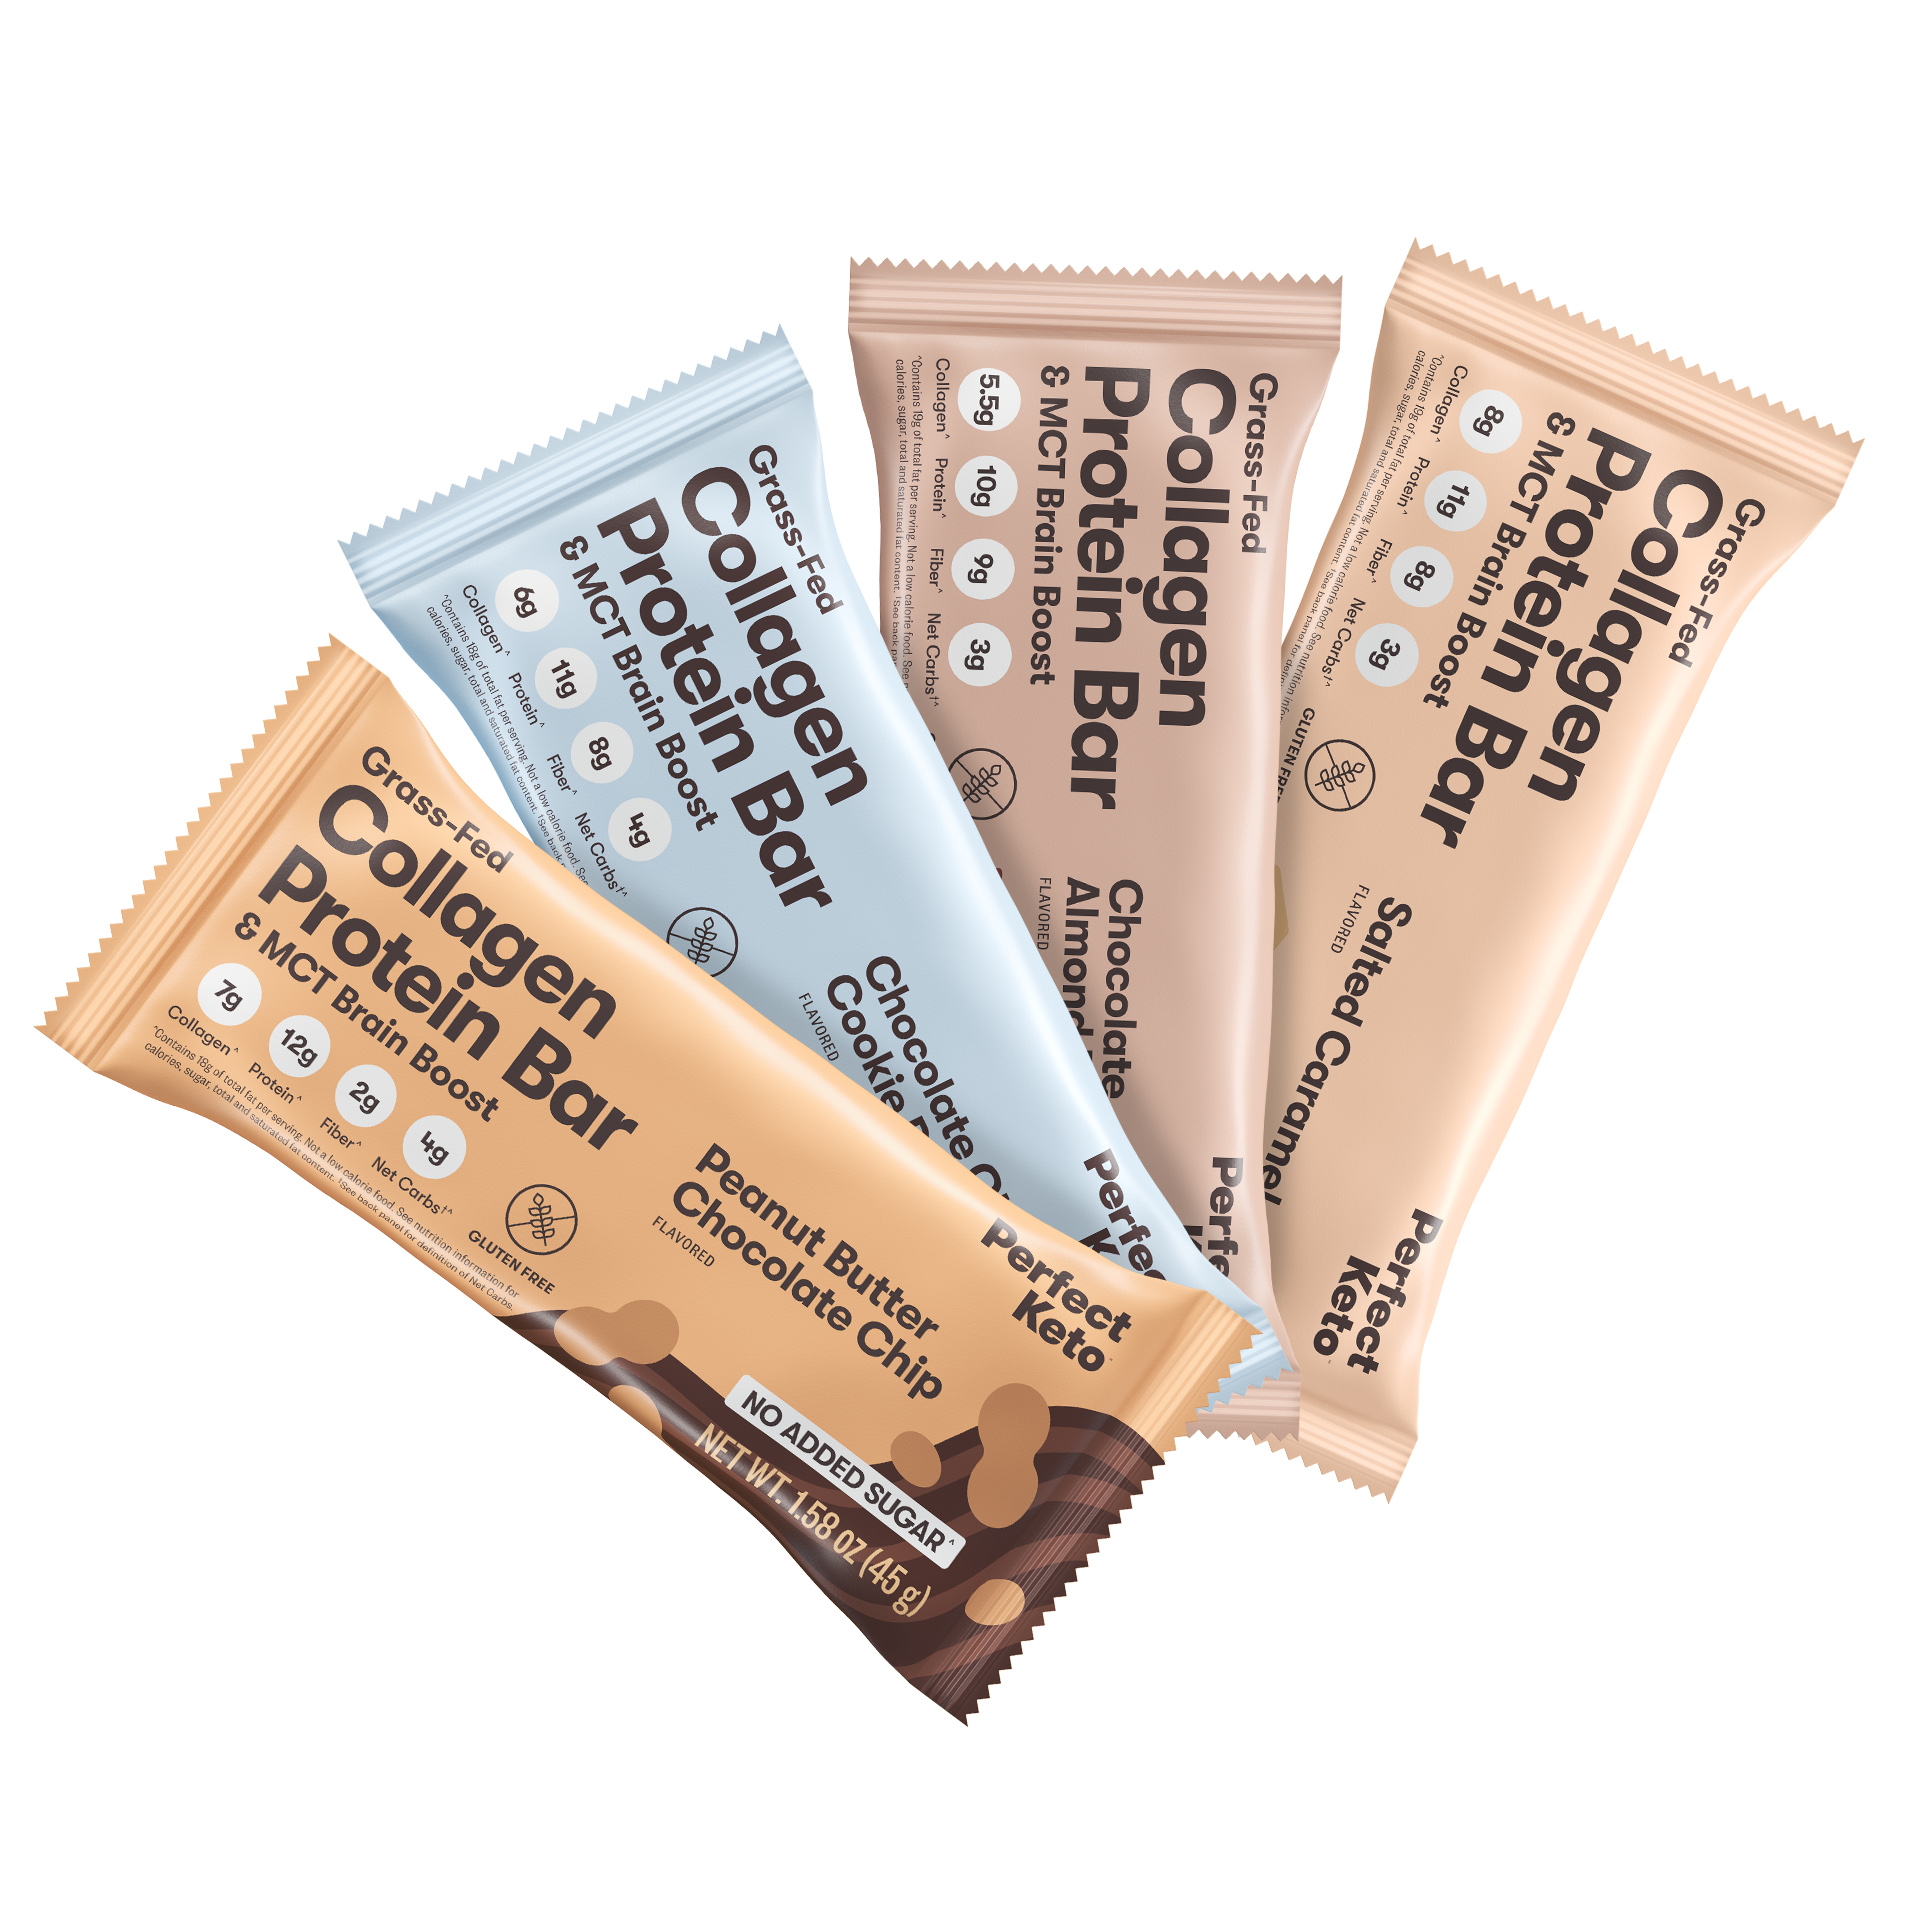 Grass-Fed
Collagen
Protein Bar
& MCT Brain Boost
7g
Collagen^
12g
Protein^
2g
Fiber^
4g
Net Carbs†^
^Contains 18g of total fat per serving. Not a low calorie food. See nutrition information for
calories, sugar, total and saturated fat content. †See back panel for definition of Net Carbs.
GLUTEN FREE
Peanut Butter
Chocolate Chip
FLAVORED
Perfect
Keto
NO ADDED SUGAR^
NET WT. 1.58 OZ (45g)
Grass-Fed
Collagen
Protein Bar
& MCT Brain Boost
6g
Collagen^
11g
Protein^
8g
Fiber^
4g
Net Carbs†^
^Contains 18g of total fat per serving. Not a low calorie food. See
calories, sugar, total and saturated fat content. †See back
Chocolate
Cookie
FLAVORED
Grass-Fed
Collagen
Protein Bar
& MCT Brain Boost
5.5g
Collagen^
10g
Protein^
9g
Fiber^
3g
Net Carbs†^
^Contains 19g of total fat per serving. Not a low calorie food. See
calories, sugar, total and saturated fat content. †See back
Chocolate
Almond
FLAVORED
Grass-Fed
Collagen
Protein Bar
& MCT Brain Boost
8g
Collagen^
11g
Protein^
8g
Fiber^
3g
Net Carbs†^
^Contains 19g of total fat per serving. Not a low calorie food. See nutrition
calories, sugar, total and saturated fat content. †See back panel for
GLUTEN
Salted Caramel
FLAVORED
Perfect
Keto